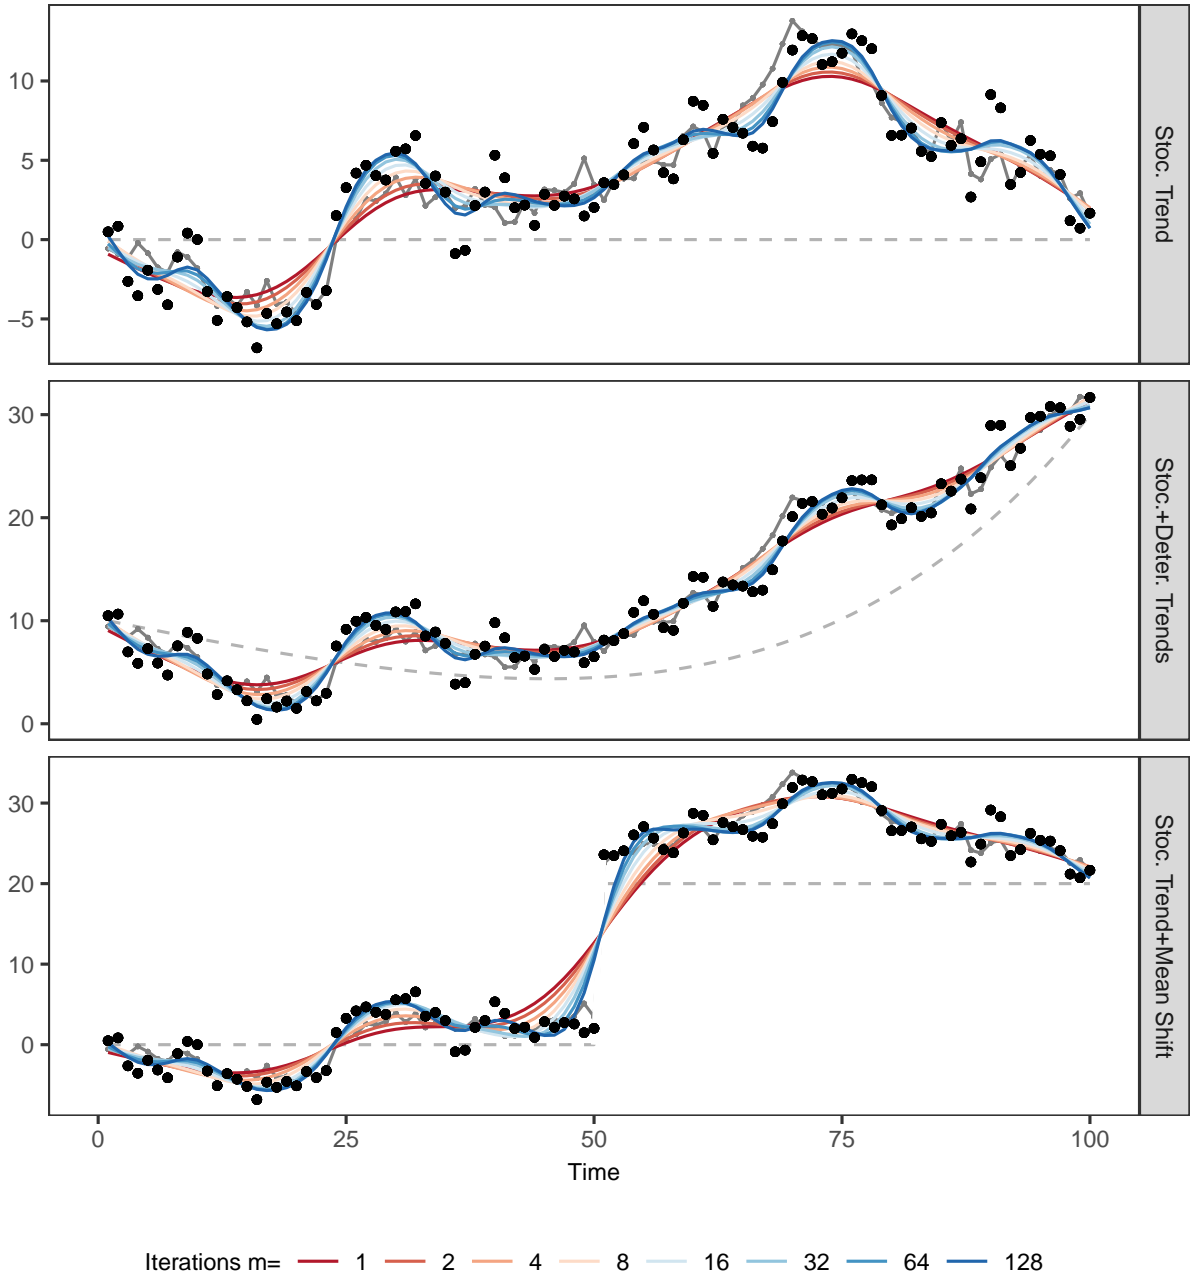 10
5
0
−5
Stoc. Trend
30
20
10
0
Stoc.+Deter. Trends
30
20
10
0
Stoc. Trend+Mean Shift
0 25 50 75 100
Time
Iterations m= 1 2 4 8 16 32 64 128